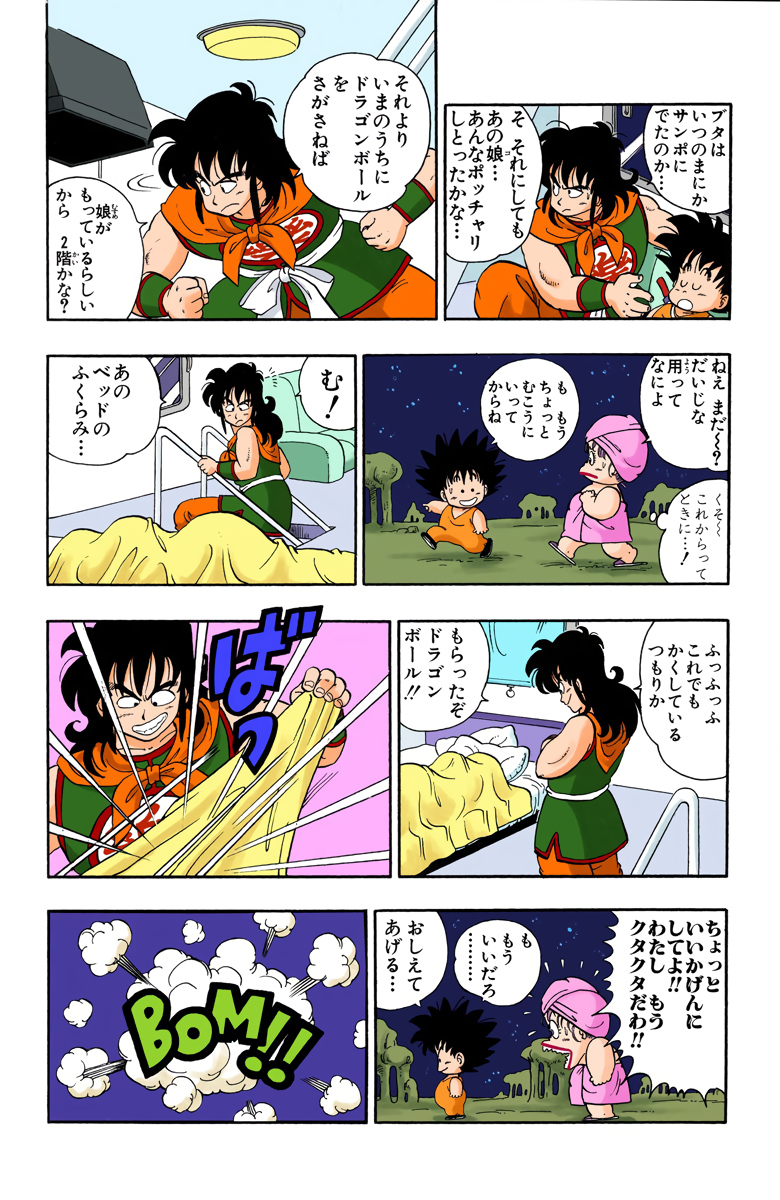 ブタは
いつのまにか
サンポに
でたのか…
そ それにしても
あの娘…
コ
あんなポッチャリ
しとったかな…
それより
いまのうちに
ドラゴンボール
を
さがさねば
娘が
むすめ
もっているらしい
から 2階かな？
かい
ねえ まだ〜？
だいじな
用って
よう
なによ
くそ〜
これからって
ときに…！
も もう
ちょっと
むこうに
いって
からね
む！
あの
ベッドの
ふくらみ…
ふっふっふ
これでも
かくしている
つもりか
もらったぞ
ドラゴン
ボール!!
ばっ
ちょっと
いいかげんに
してよ!!
わたし もう
クタクタだわ!!
も
もう
いいだろ
………
おしえて
あげる…
BOM!!